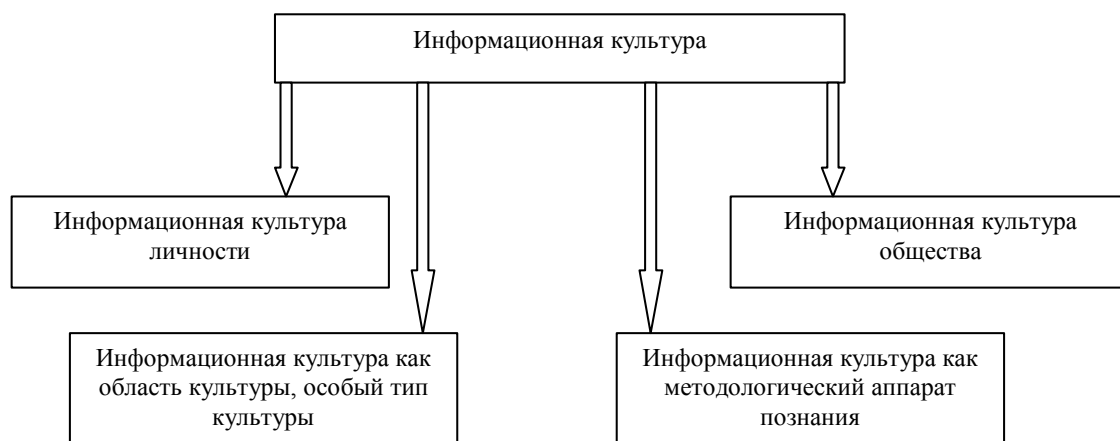 Информационная культура
Информационная культура
личности
Информационная культура
общества
Информационная культура как
область культуры, особый тип
культуры
Информационная культура как
методологический аппарат
познания